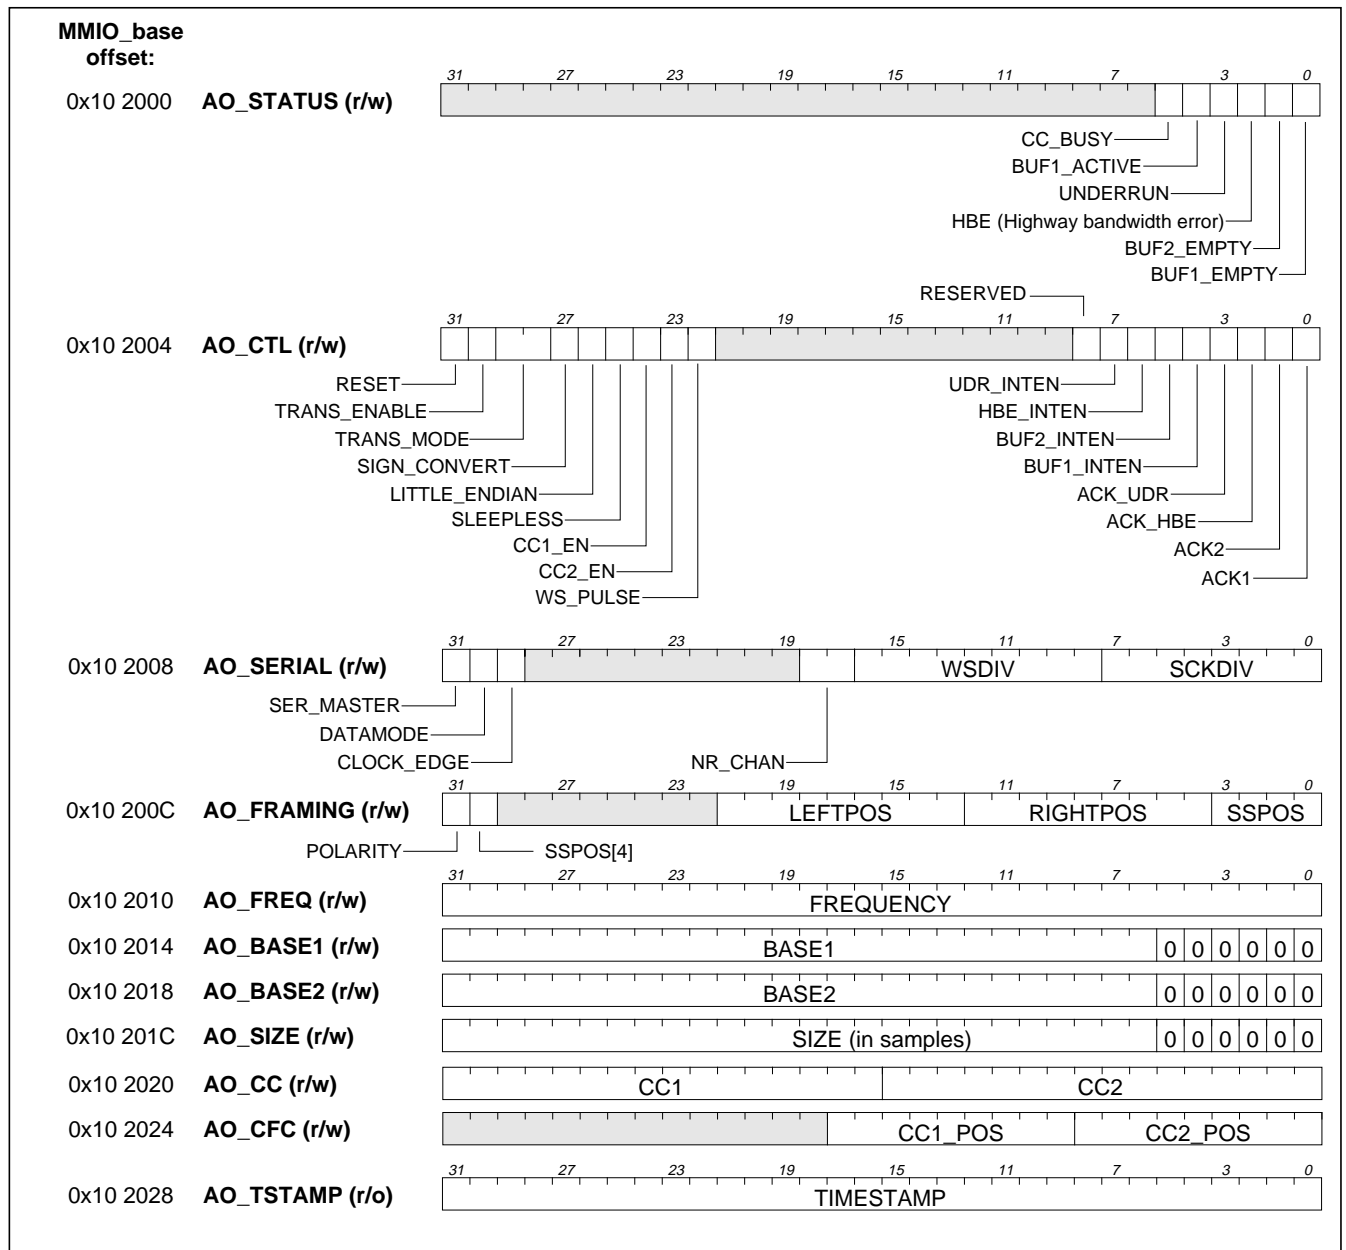 MMIO_base
offset:
31 27 23 19 15 11 7 3 0
0x10 2000 AO_STATUS (r/w)
CC_BUSY
BUF1_ACTIVE
UNDERRUN
HBE (Highway bandwidth error)
BUF2_EMPTY
BUF1_EMPTY
RESERVED
31 27 23 19 15 11 7 3 0
0x10 2004 AO_CTL (r/w)
RESET UDR_INTEN
TRANS_ENABLE HBE_INTEN
TRANS_MODE BUF2_INTEN
SIGN_CONVERT BUF1_INTEN
LITTLE_ENDIAN ACK_UDR
SLEEPLESS ACK_HBE
CC1_EN ACK2
CC2_EN ACK1
WS_PULSE
31 27 23 19 15 11 7 3 0
0x10 2008 AO_SERIAL (r/w) WSDIV SCKDIV
SER_MASTER
DATAMODE
CLOCK_EDGE NR_CHAN
31 27 23 19 15 11 7 3 0
0x10 200C AO_FRAMING (r/w) LEFTPOS RIGHTPOS SSPOS
POLARITY SSPOS[4]
31 27 23 19 15 11 7 3 0
0x10 2010 AO_FREQ (r/w) FREQUENCY
0x10 2014 AO_BASE1 (r/w) BASE1 0 0 0 0 0 0
0x10 2018 AO_BASE2 (r/w) BASE2 0 0 0 0 0 0
0x10 201C AO_SIZE (r/w) SIZE (in samples) 0 0 0 0 0 0
0x10 2020 AO_CC (r/w) CC1 CC2
0x10 2024 AO_CFC (r/w) CC1_POS CC2_POS
31 27 23 19 15 11 7 3 0
0x10 2028 AO_TSTAMP (r/o) TIMESTAMP